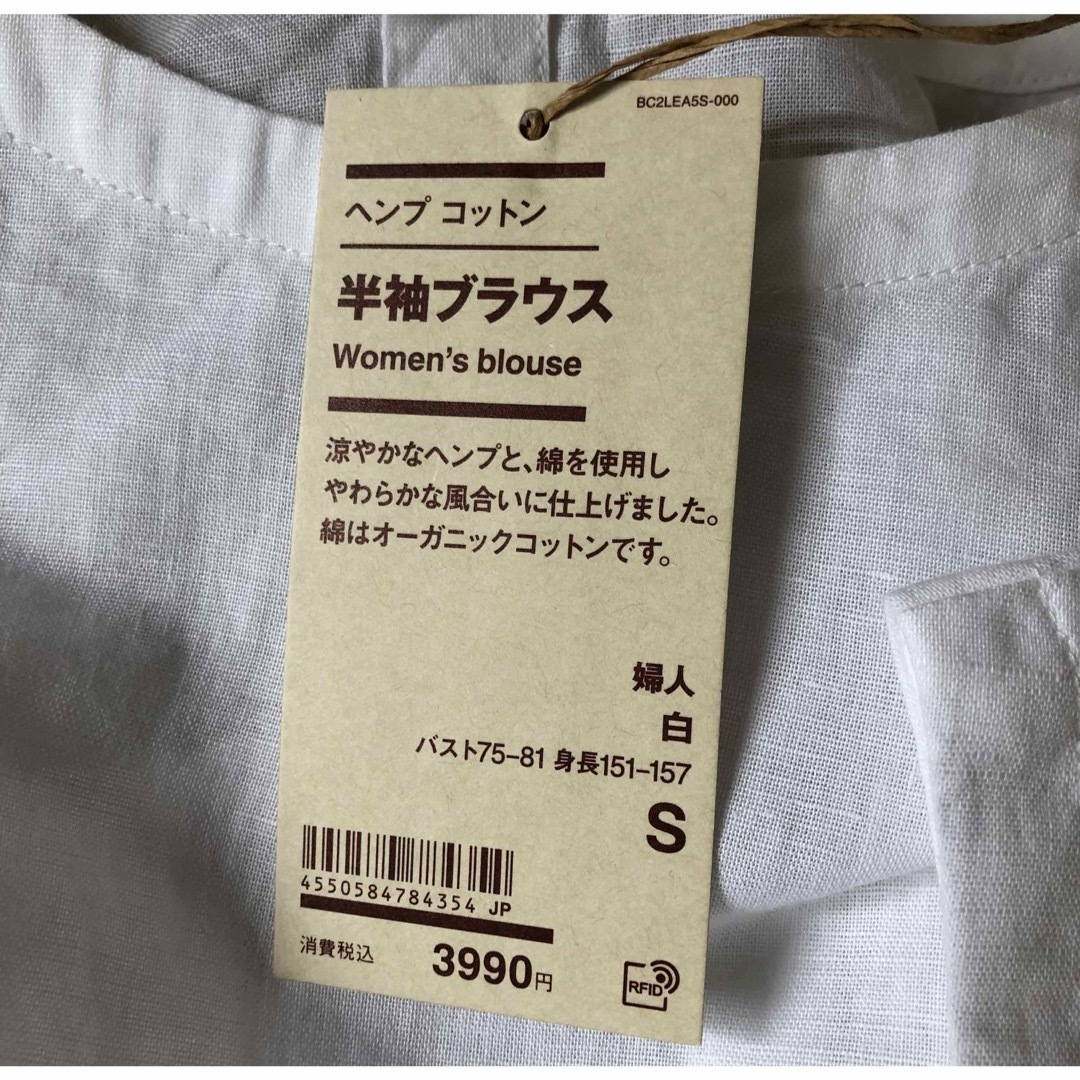 BC2LEA5S-000
ヘンプ コットン
半袖ブラウス
Women's blouse
涼やかなヘンプと、綿を使用し
やわらかな風合いに仕上げました。
綿はオーガニックコットンです。
婦人
白
バスト75–81 身長151–157
S
4550584784354 JP
消費税込 3990円
RFID